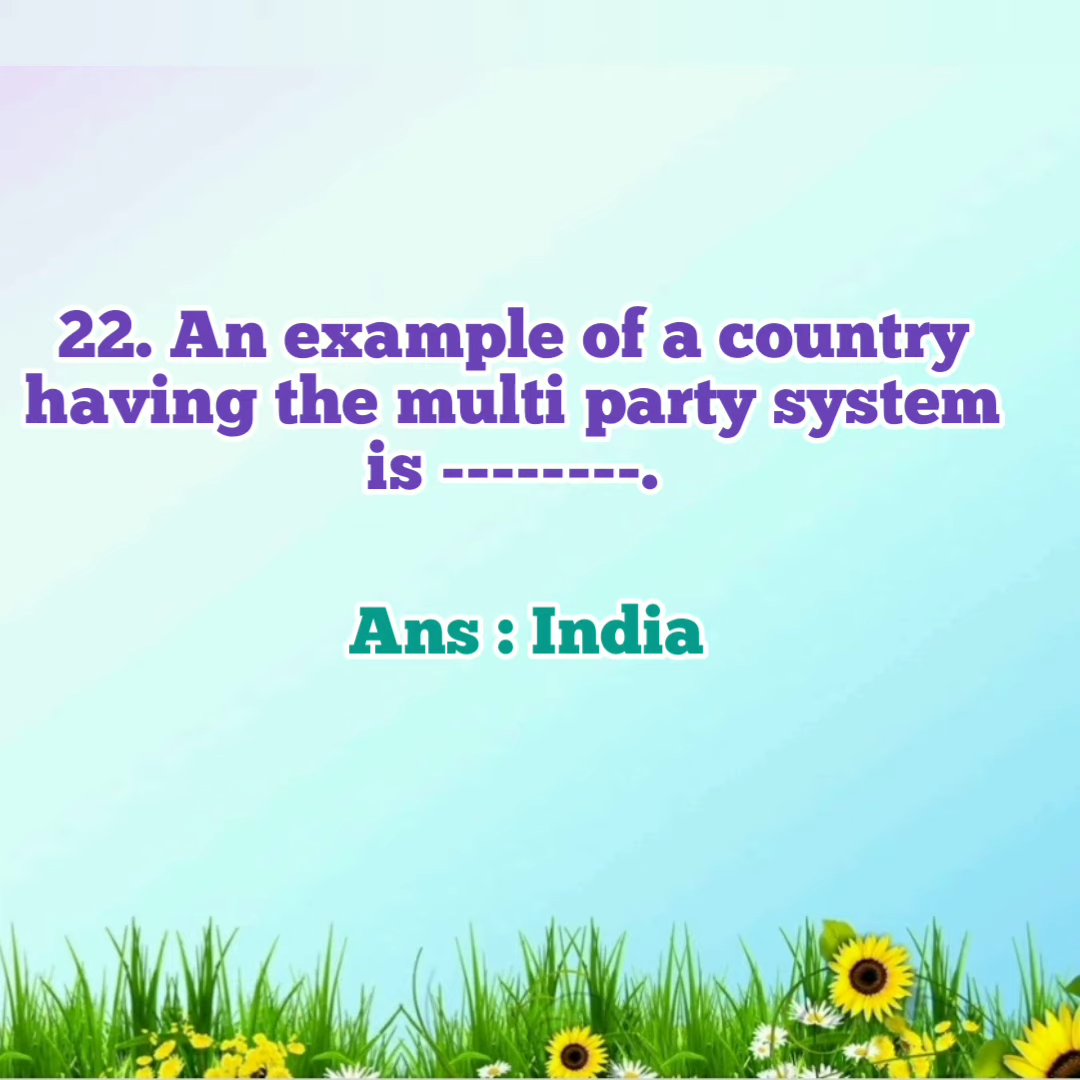 22. An example of a country
having the multi party system
is --------.
Ans : India